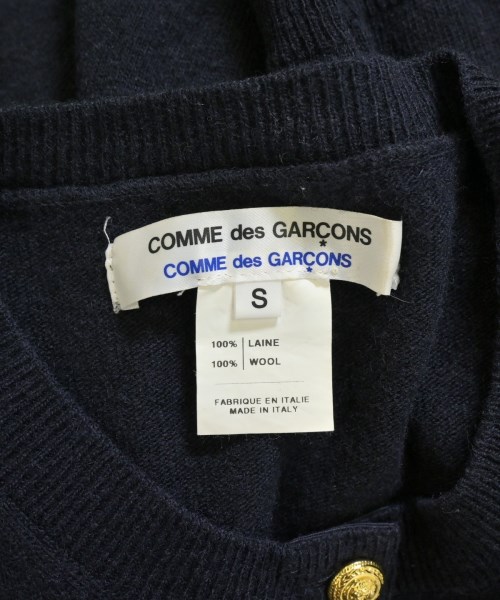 COMME des GARÇONS
COMME des GARÇONS
S
100% LAINE
100% WOOL
FABRIQUE EN ITALIE
MADE IN ITALY